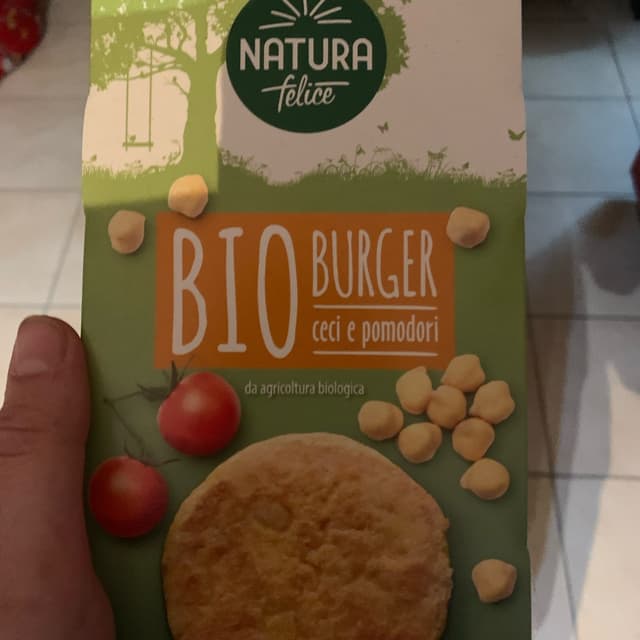 NATURA
felice
BIO
BURGER
ceci e pomodori
da agricoltura biologica